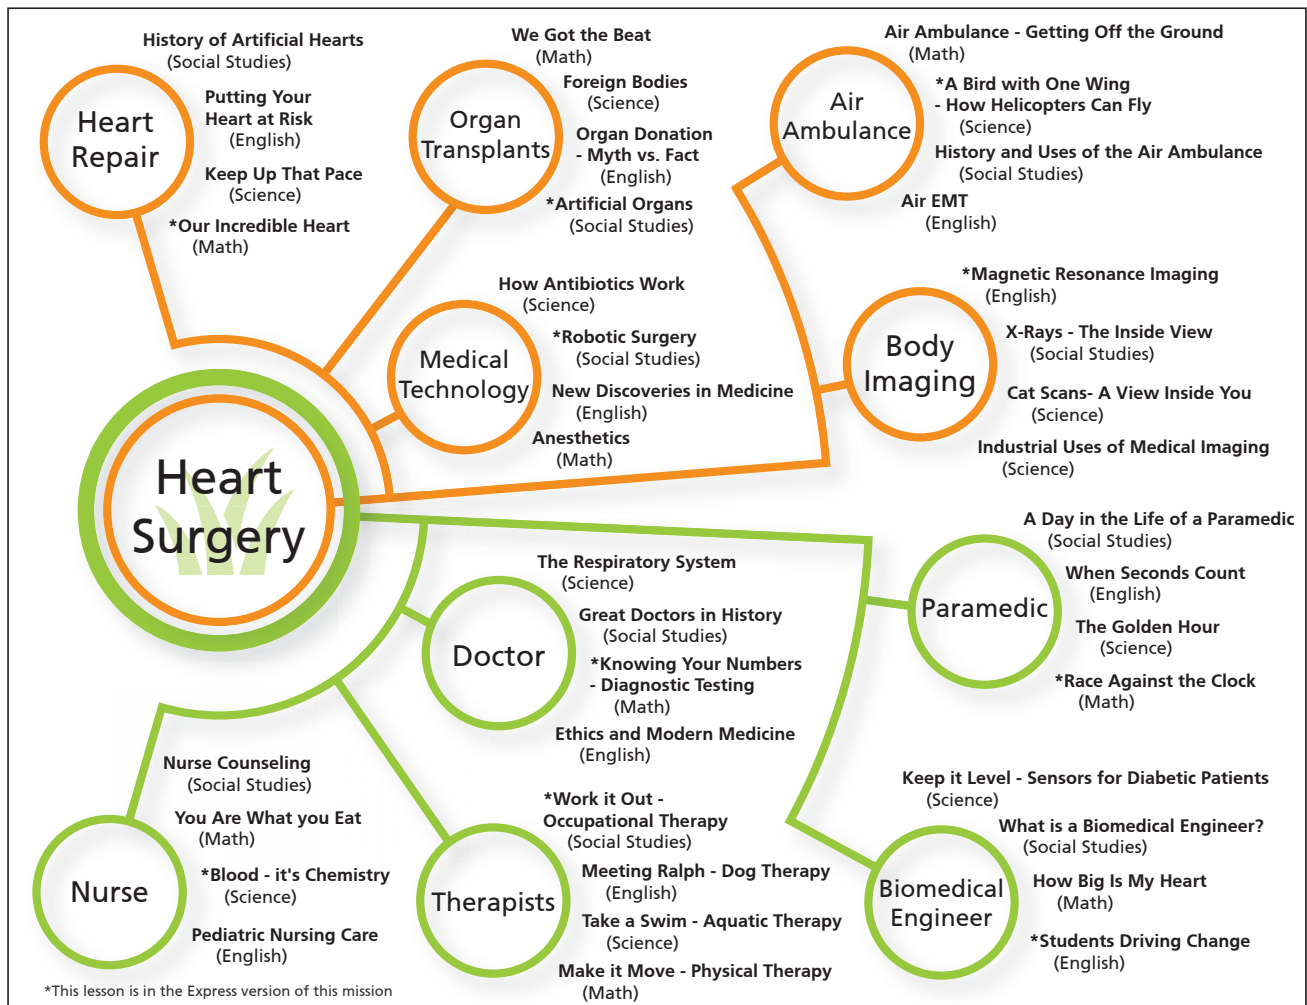 History of Artificial Hearts
(Social Studies)
Heart
Repair
Putting Your
Heart at Risk
(English)
Keep Up That Pace
(Science)
*Our Incredible Heart
(Math)
We Got the Beat
(Math)
Organ
Transplants
Foreign Bodies
(Science)
Organ Donation
- Myth vs. Fact
(English)
*Artificial Organs
(Social Studies)
Air Ambulance - Getting Off the Ground
(Math)
Air
Ambulance
*A Bird with One Wing
- How Helicopters Can Fly
(Science)
History and Uses of the Air Ambulance
(Social Studies)
Air EMT
(English)
How Antibiotics Work
(Science)
Medical
Technology
*Robotic Surgery
(Social Studies)
New Discoveries in Medicine
(English)
Anesthetics
(Math)
*Magnetic Resonance Imaging
(English)
Body
Imaging
X-Rays - The Inside View
(Social Studies)
Cat Scans- A View Inside You
(Science)
Industrial Uses of Medical Imaging
(Science)
Heart
Surgery
The Respiratory System
(Science)
Doctor
Great Doctors in History
(Social Studies)
*Knowing Your Numbers
- Diagnostic Testing
(Math)
Ethics and Modern Medicine
(English)
A Day in the Life of a Paramedic
(Social Studies)
Paramedic
When Seconds Count
(English)
The Golden Hour
(Science)
*Race Against the Clock
(Math)
Nurse Counseling
(Social Studies)
You Are What you Eat
(Math)
Nurse
*Blood - it's Chemistry
(Science)
Pediatric Nursing Care
(English)
*Work it Out -
Occupational Therapy
(Social Studies)
Therapists
Meeting Ralph - Dog Therapy
(English)
Take a Swim - Aquatic Therapy
(Science)
Make it Move - Physical Therapy
(Math)
Keep it Level - Sensors for Diabetic Patients
(Science)
What is a Biomedical Engineer?
(Social Studies)
Biomedical
Engineer
How Big Is My Heart
(Math)
*Students Driving Change
(English)
*This lesson is in the Express version of this mission